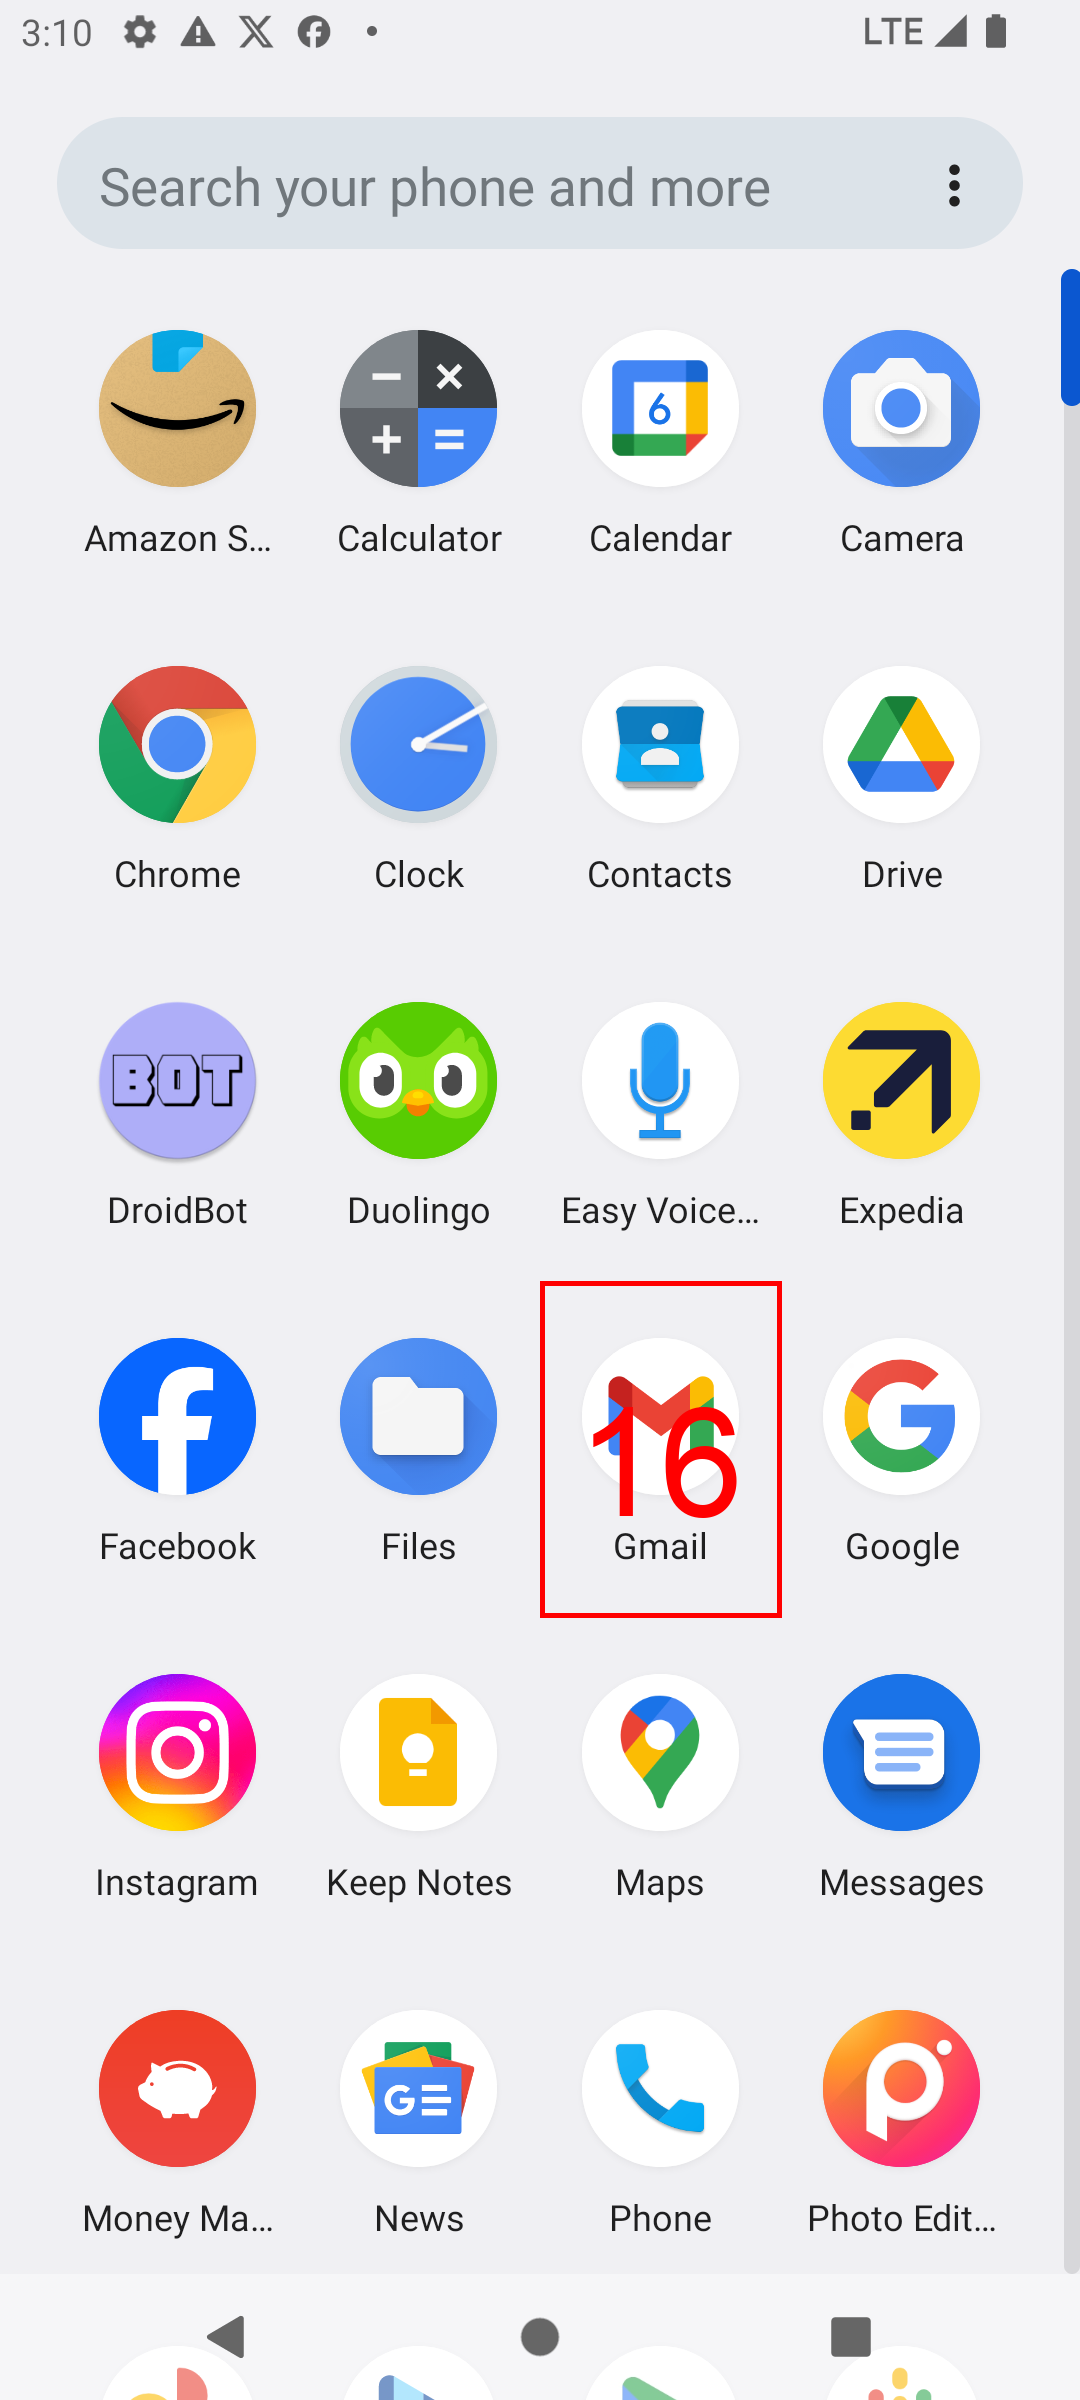 3:10 LTE
Search your phone and more
6
Amazon S... Calculator Calendar Camera
Chrome Clock Contacts Drive
BOT
DroidBot Duolingo Easy Voice... Expedia
16
Facebook Files Gmail Google
Instagram Keep Notes Maps Messages
Money Ma... News Phone Photo Edit...